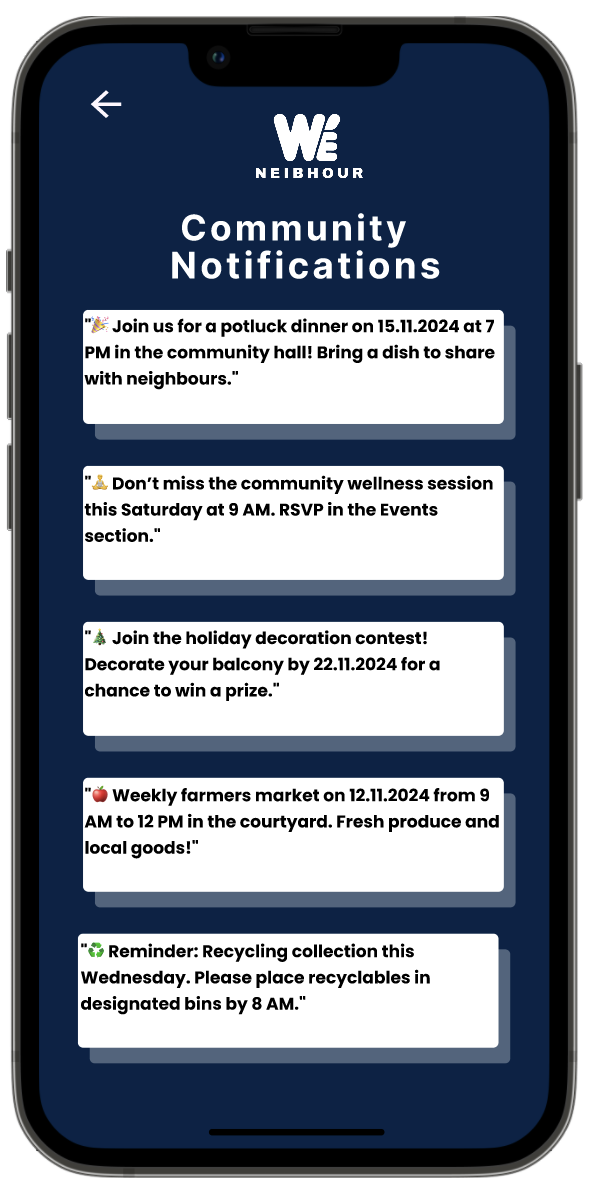 WE
NEIBHOUR
Community
Notifications
"🎉 Join us for a potluck dinner on 15.11.2024 at 7
PM in the community hall! Bring a dish to share
with neighbours."
"🧘 Don’t miss the community wellness session
this Saturday at 9 AM. RSVP in the Events
section."
"🎄 Join the holiday decoration contest!
Decorate your balcony by 22.11.2024 for a
chance to win a prize."
"🍎 Weekly farmers market on 12.11.2024 from 9
AM to 12 PM in the courtyard. Fresh produce and
local goods!"
"♻️ Reminder: Recycling collection this
Wednesday. Please place recyclables in
designated bins by 8 AM."